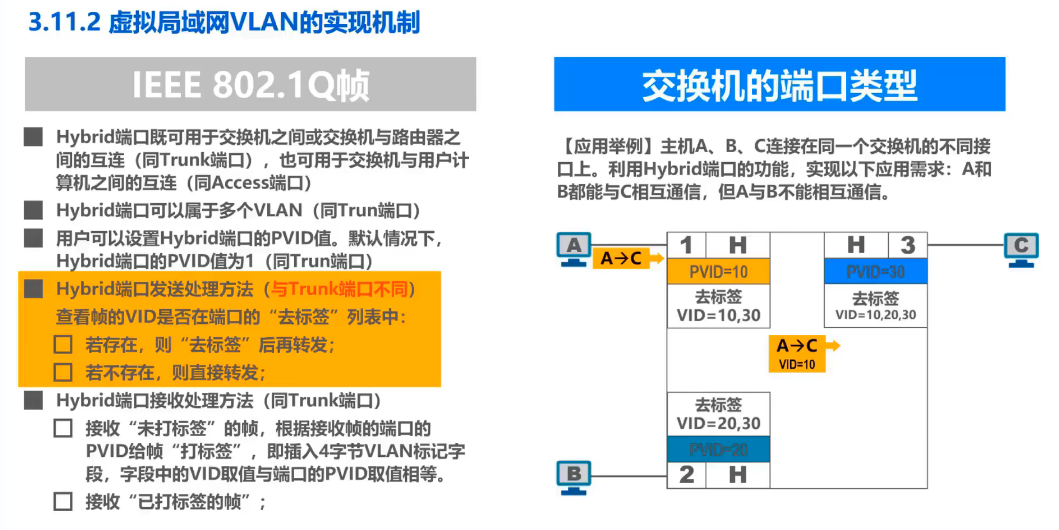 3.11.2 虚拟局域网VLAN的实现机制
IEEE 802.1Q帧
Hybrid端口既可用于交换机之间或交换机与路由器之
间的互连（同Trunk端口），也可用于交换机与用户计
算机之间的互连（同Access端口）
Hybrid端口可以属于多个VLAN（同Trun端口）
用户可以设置Hybrid端口的PVID值。默认情况下，
Hybrid端口的PVID值为1（同Trun端口）
Hybrid端口发送处理方法（与Trunk端口不同）
查看帧的VID是否在端口的“去标签”列表中：
若存在，则“去标签”后再转发；
若不存在，则直接转发；
Hybrid端口接收处理方法（同Trunk端口）
接收“未打标签”的帧，根据接收帧的端口的
PVID给帧“打标签”，即插入4字节VLAN标记字
段，字段中的VID取值与端口的PVID取值相等。
接收“已打标签的帧”；
交换机的端口类型
【应用举例】主机A、B、C连接在同一个交换机的不同接
口上。利用Hybrid端口的功能，实现以下应用需求：A和
B都能与C相互通信，但A与B不能相互通信。
A
A→C
1 H
PVID=10
去标签
VID=10,30
H 3
PVID=30
去标签
VID=10,20,30
C
A→C
VID=10
去标签
VID=20,30
PVID=20
2 H
B